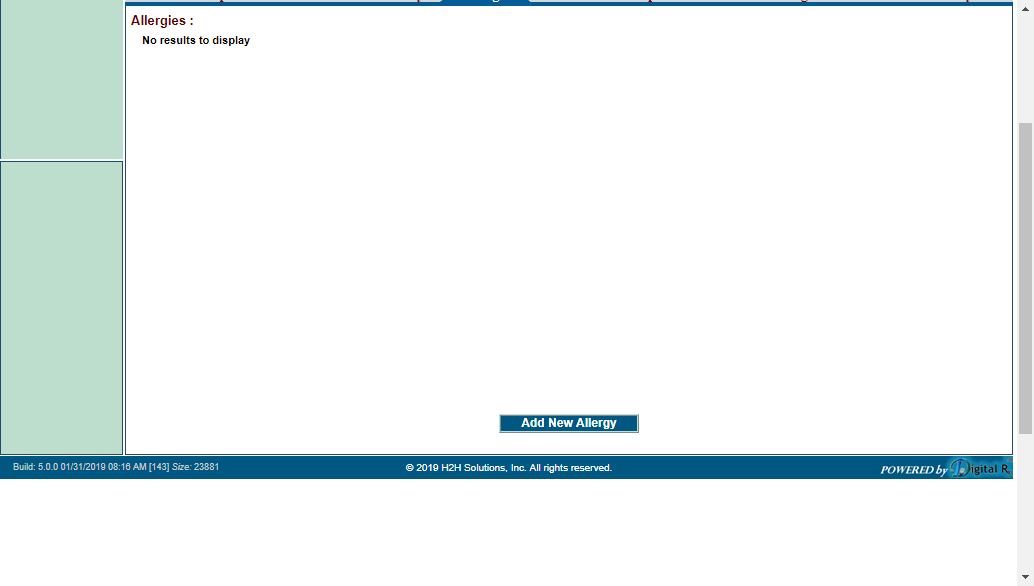 Allergies :
No results to display
Add New Allergy
Build: 5.0.0 01/31/2019 08:16 AM [143] Size: 23881
© 2019 H2H Solutions, Inc. All rights reserved.
POWERED by Digital Rx